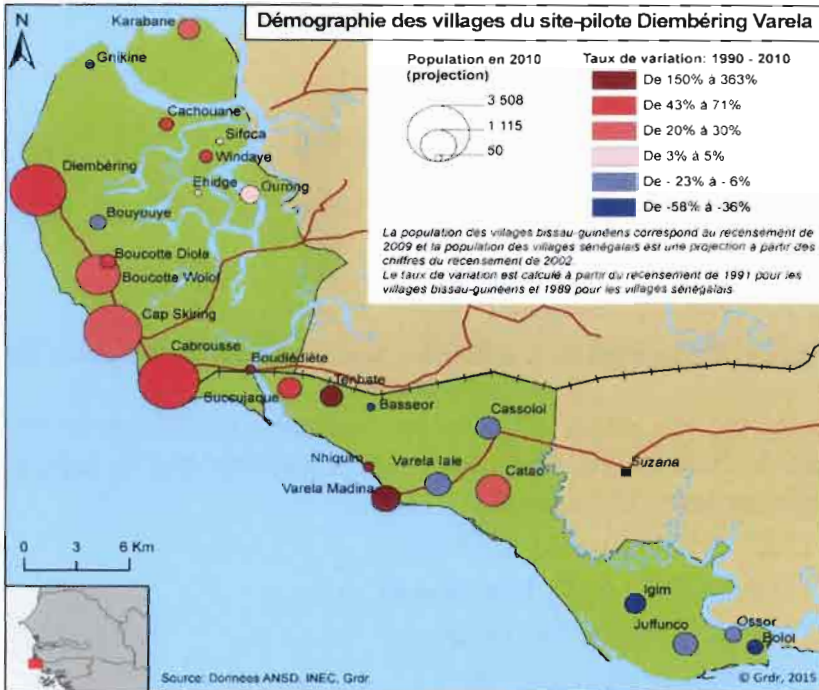 Démographie des villages du site-pilote Diembéring Varela
N
Population en 2010
(projection)
3 508
1 115
50
Taux de variation: 1990 - 2010
De 150% à 363%
De 43% à 71%
De 20% à 30%
De 3% à 5%
De - 23% à - 6%
De -58% à -36%
La population des villages bissau-guinéens correspond au recensement de
2009 et la population des villages sénégalais est une projection à partir des
chiffres du recensement de 2002.
Le taux de variation est calculé à partir du recensement de 1991 pour les
villages bissau-guinéens et 1989 pour les villages sénégalais
Karabane
Gnikine
Cachouane
Sifoca
Windaye
Diembéring
Ehidge
Ourong
Bouyouye
Boucotte Diola
Boucotte Wolof
Cap Skiring
Cabrousse
Boudiédiète
Tenhate
Succujaque
Basseor
Cassolol
Nhiquim
Varela Iale
Catao
Suzana
Varela Madina
0 3 6 Km
Igim
Juffunco
Ossor
Bolol
Source: Données ANSD, INEC, Grdr
© Grdr, 2015